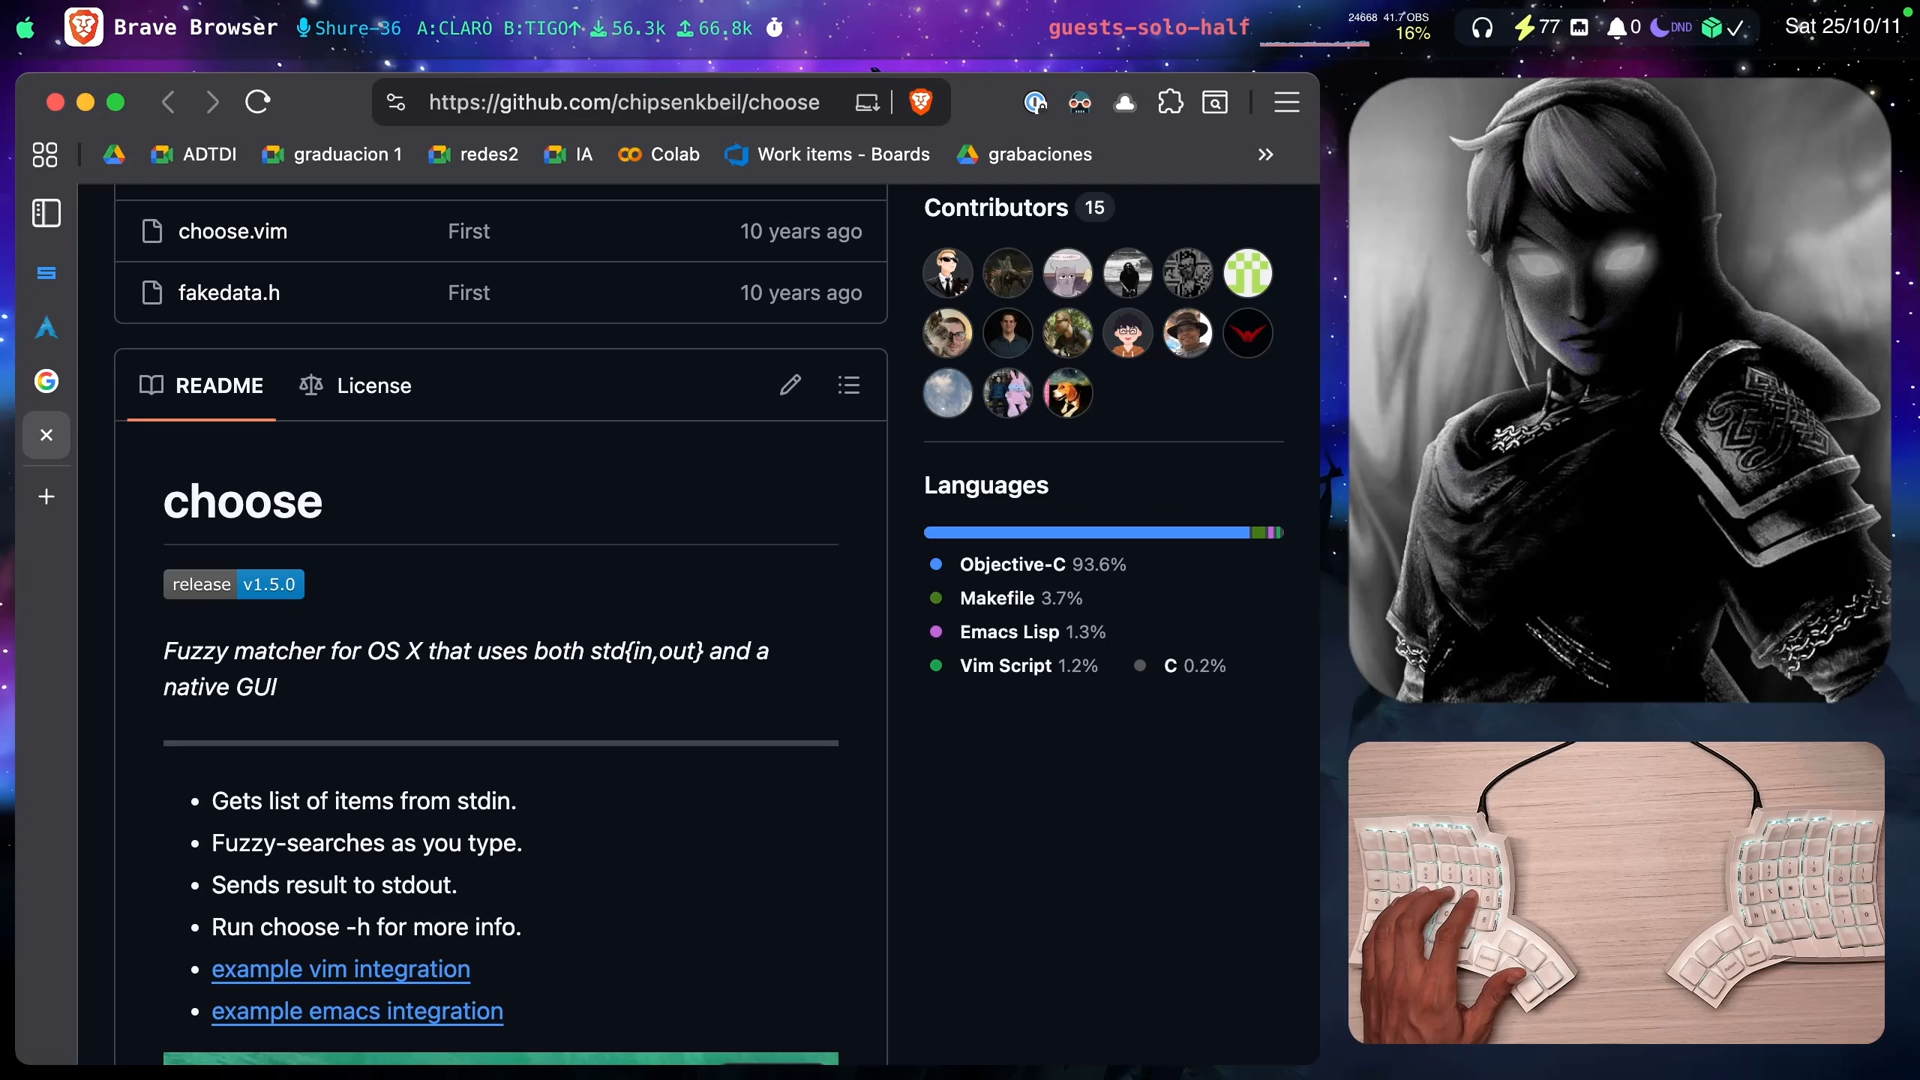 Brave Browser Shure-36 A:CLARO B:TIGO↑ 56.3k 66.8k guests-solo-half 24668 41.7 OBS 16% 77 0 DND Sat 25/10/11
https://github.com/chipsenkbeil/choose
ADTDI graduacion 1 redes2 IA Colab Work items - Boards grabaciones »
choose.vim First 10 years ago
fakedata.h First 10 years ago
README License
choose
release v1.5.0
Fuzzy matcher for OS X that uses both std{in,out} and a
native GUI
• Gets list of items from stdin.
• Fuzzy-searches as you type.
• Sends result to stdout.
• Run choose -h for more info.
• example vim integration
• example emacs integration
Contributors 15
Languages
Objective-C 93.6%
Makefile 3.7%
Emacs Lisp 1.3%
Vim Script 1.2% C 0.2%